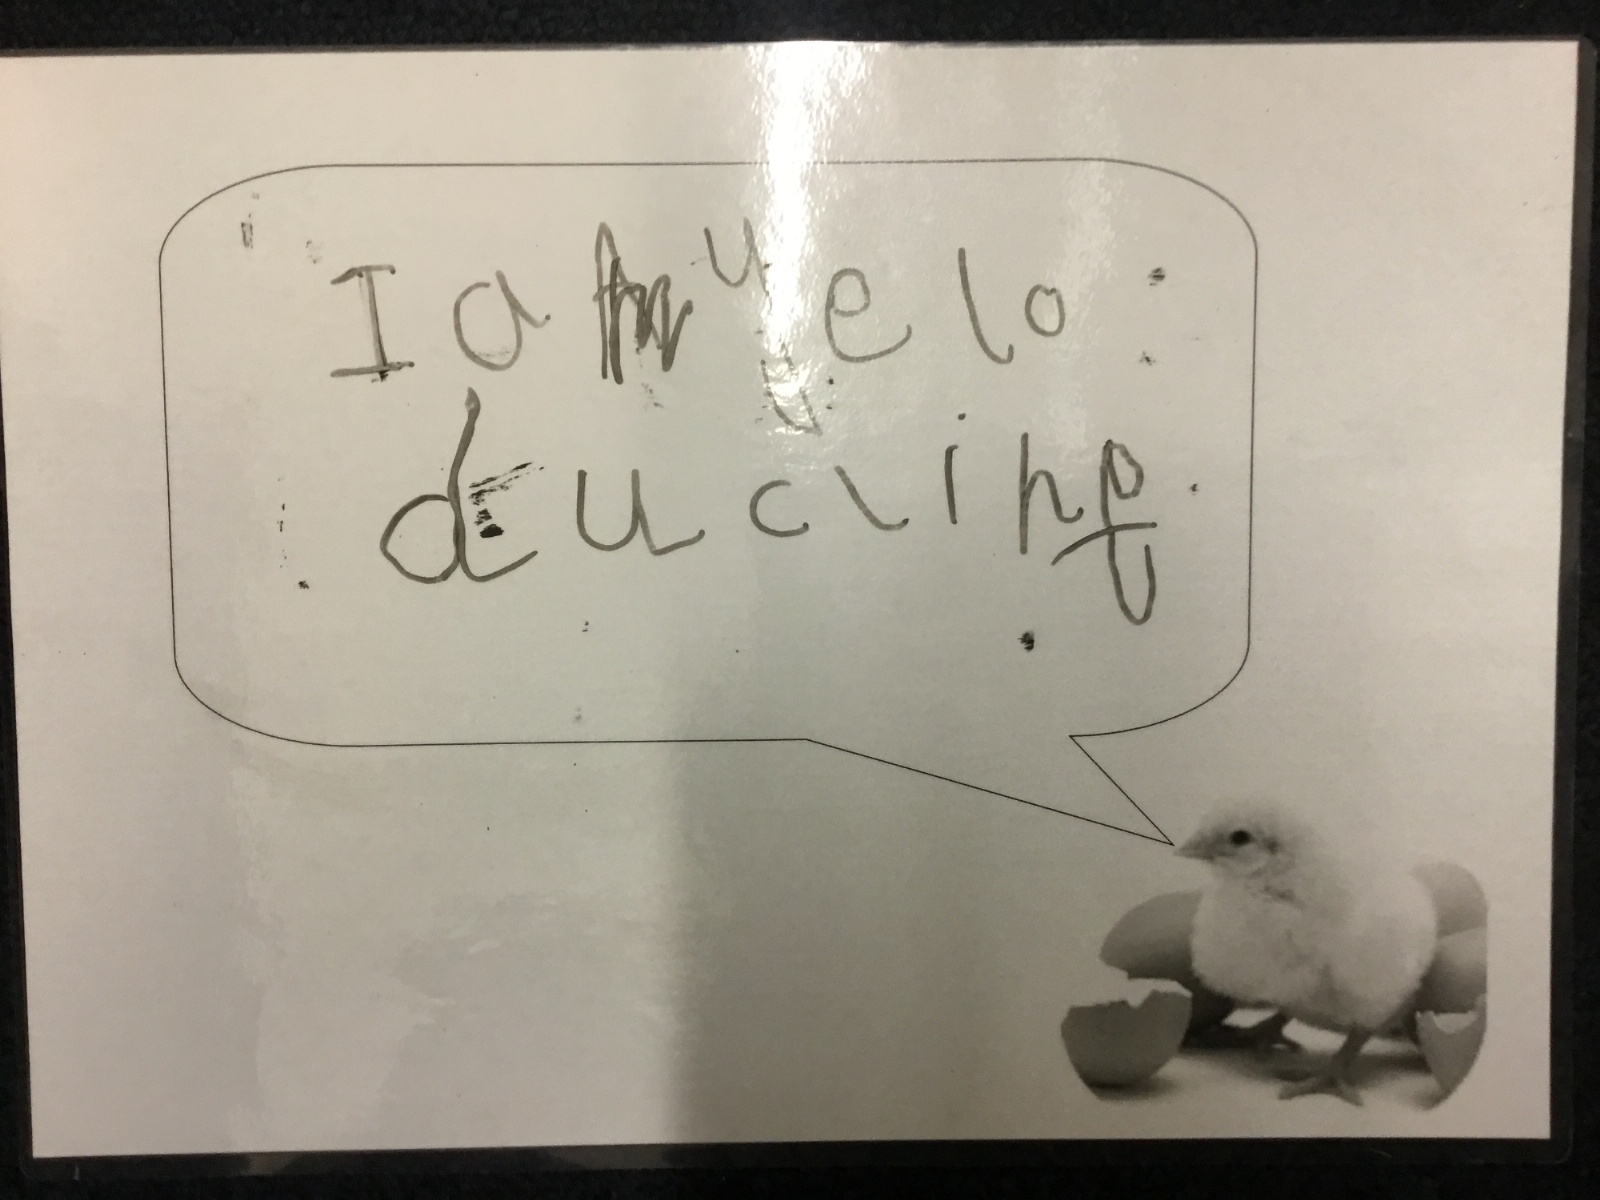 I am yelo
ducling